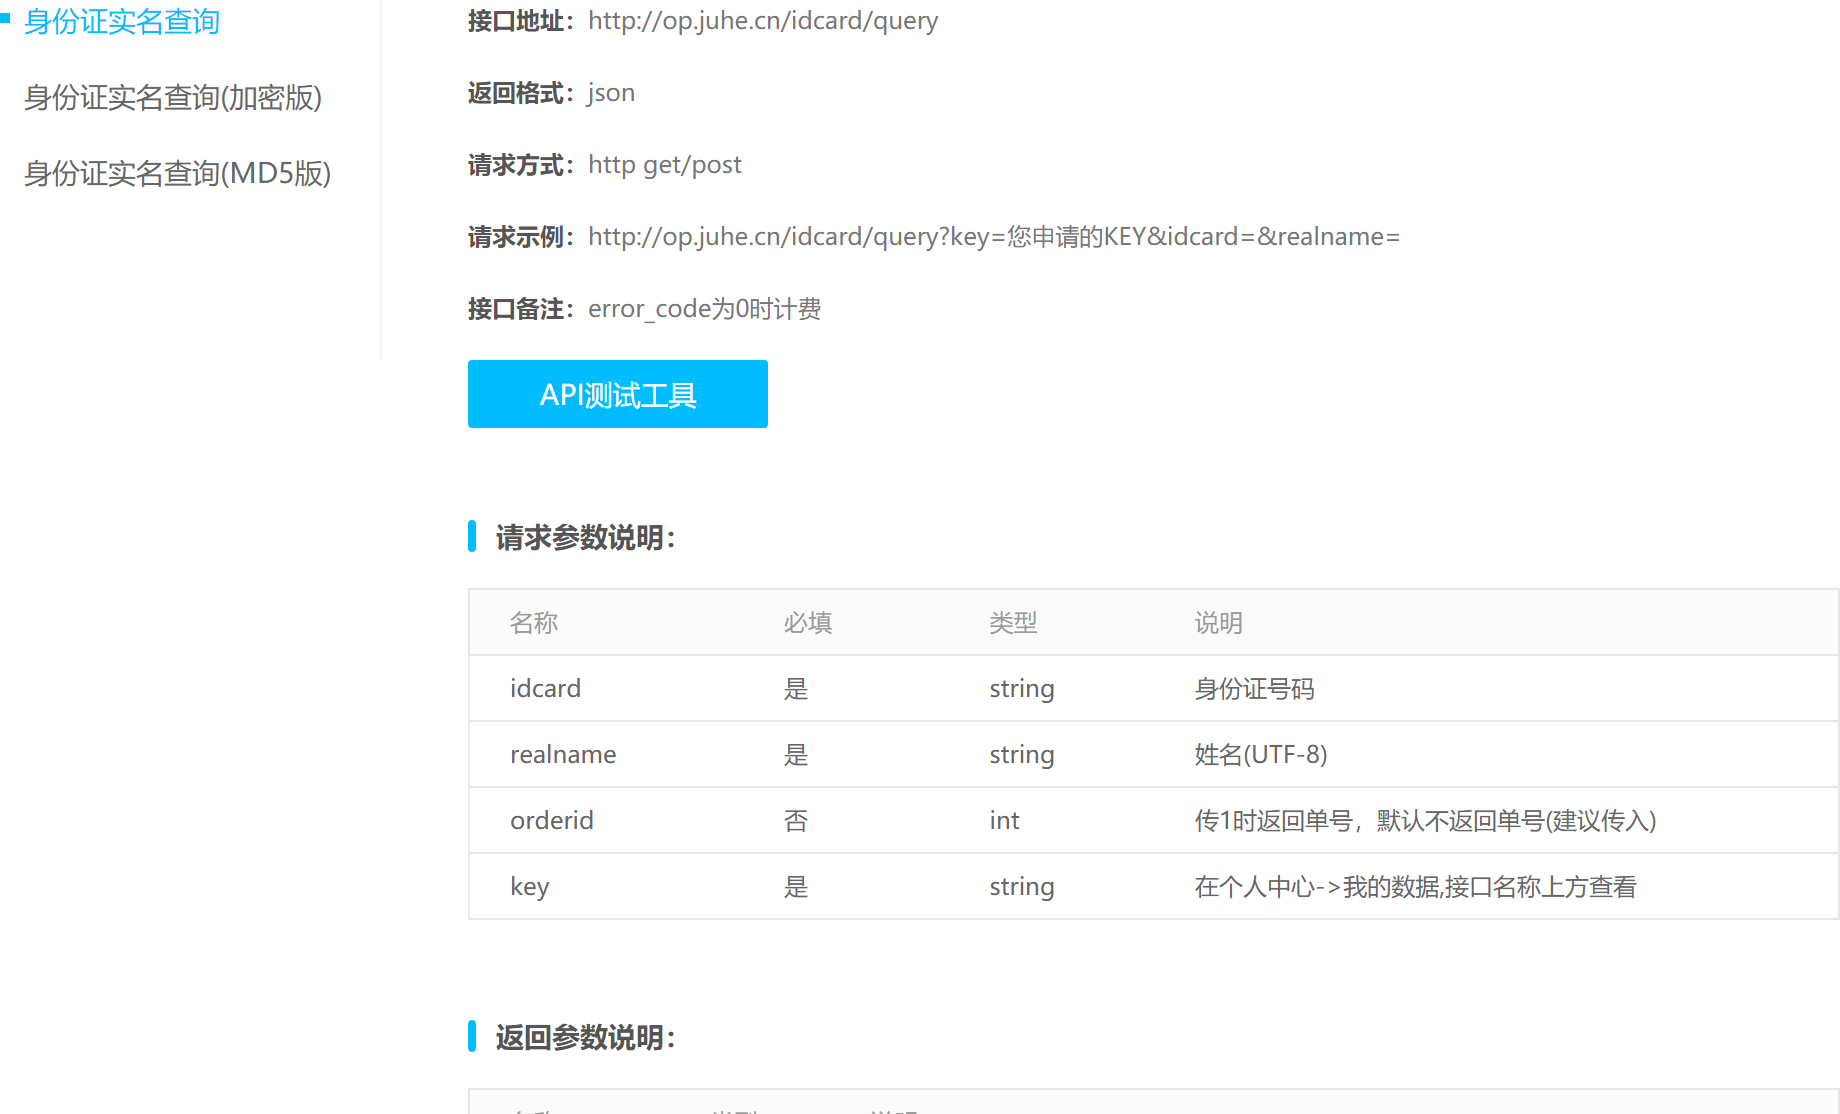 身份证实名查询
身份证实名查询(加密版)
身份证实名查询(MD5版)
接口地址：http://op.juhe.cn/idcard/query
返回格式：json
请求方式：http get/post
请求示例：http://op.juhe.cn/idcard/query?key=您申请的KEY&idcard=&realname=
接口备注：error_code为0时计费
API测试工具
请求参数说明：
名称 必填 类型 说明
idcard 是 string 身份证号码
realname 是 string 姓名(UTF-8)
orderid 否 int 传1时返回单号，默认不返回单号(建议传入)
key 是 string 在个人中心->我的数据,接口名称上方查看
返回参数说明：